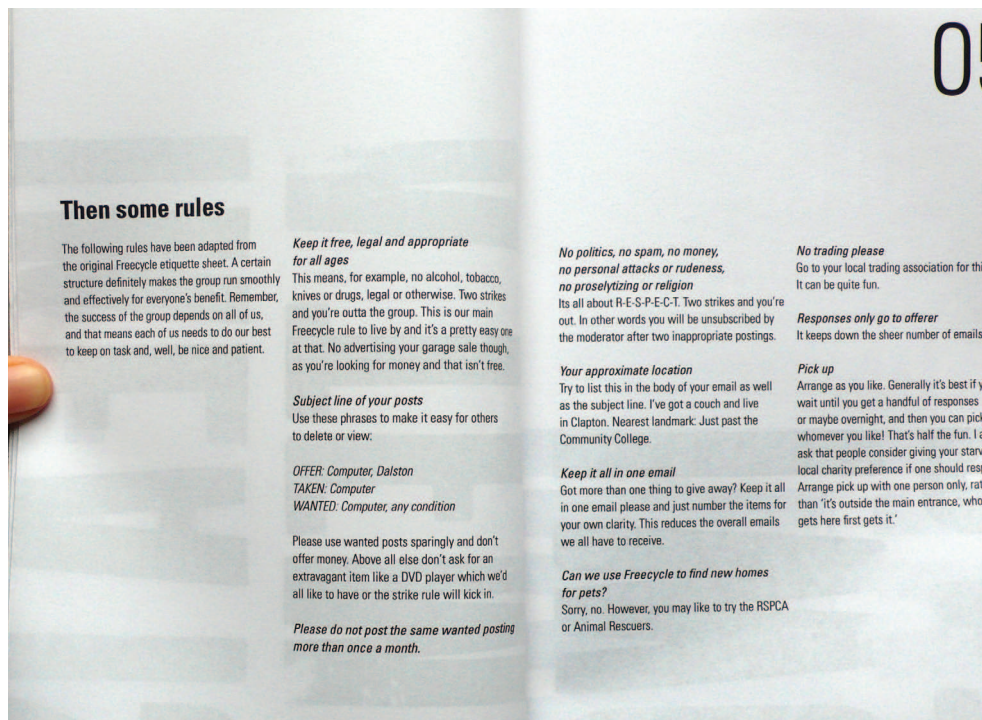 05
Then some rules
The following rules have been adapted from
the original Freecycle etiquette sheet. A certain
structure definitely makes the group run smoothly
and effectively for everyone's benefit. Remember,
the success of the group depends on all of us,
and that means each of us needs to do our best
to keep on task and, well, be nice and patient.
Keep it free, legal and appropriate
for all ages
This means, for example, no alcohol, tobacco,
knives or drugs, legal or otherwise. Two strikes
and you're outta the group. This is our main
Freecycle rule to live by and it's a pretty easy one
at that. No advertising your garage sale though,
as you're looking for money and that isn't free.
Subject line of your posts
Use these phrases to make it easy for others
to delete or view:
OFFER: Computer, Dalston
TAKEN: Computer
WANTED: Computer, any condition
Please use wanted posts sparingly and don't
offer money. Above all else don't ask for an
extravagant item like a DVD player which we'd
all like to have or the strike rule will kick in.
Please do not post the same wanted posting
more than once a month.
No politics, no spam, no money,
no personal attacks or rudeness,
no proselytizing or religion
Its all about R-E-S-P-E-C-T. Two strikes and you're
out. In other words you will be unsubscribed by
the moderator after two inappropriate postings.
Your approximate location
Try to list this in the body of your email as well
as the subject line. I've got a couch and live
in Clapton. Nearest landmark: Just past the
Community College.
Keep it all in one email
Got more than one thing to give away? Keep it all
in one email please and just number the items for
your own clarity. This reduces the overall emails
we all have to receive.
Can we use Freecycle to find new homes
for pets?
Sorry, no. However, you may like to try the RSPCA
or Animal Rescuers.
No trading please
Go to your local trading association for
It can be quite fun.
Responses only go to offerer
It keeps down the sheer number of emails
Pick up
Arrange as you like. Generally it's best if
wait until you get a handful of responses
or maybe overnight, and then you can
whomever you like! That's half the fun. I
ask that people consider giving your
local charity preference if one should
Arrange pick up with one person only,
than 'it's outside the main entrance,
gets here first gets it.'